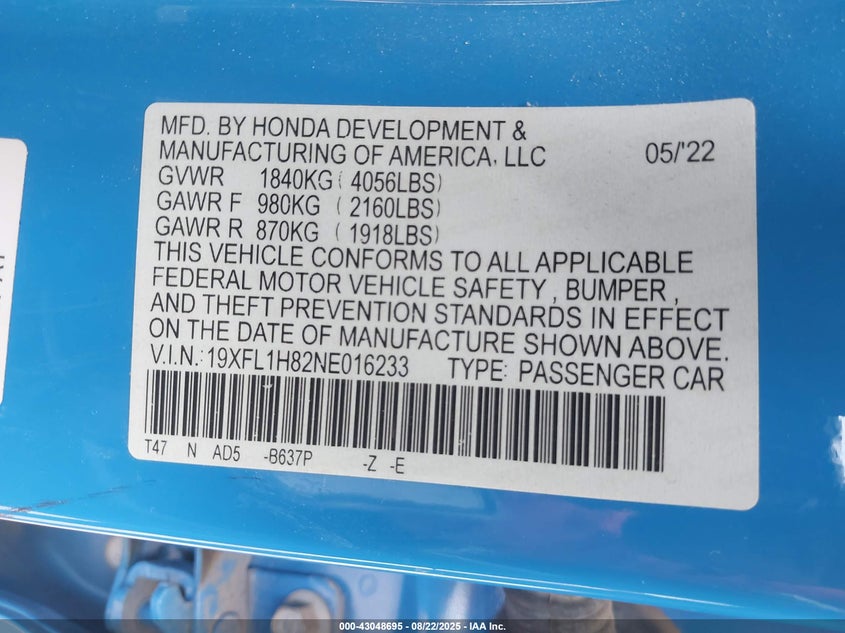 MFD. BY HONDA DEVELOPMENT &
MANUFACTURING OF AMERICA, LLC 05/'22
GVWR 1840KG ( 4056LBS)
GAWR F 980KG ( 2160LBS)
GAWR R 870KG ( 1918LBS)
THIS VEHICLE CONFORMS TO ALL APPLICABLE
FEDERAL MOTOR VEHICLE SAFETY , BUMPER ,
AND THEFT PREVENTION STANDARDS IN EFFECT
ON THE DATE OF MANUFACTURE SHOWN ABOVE.
V.I.N.: 19XFL1H82NE016233 TYPE: PASSENGER CAR
T47 N AD5 -B637P -Z -E
000-43048695 - 08/22/2025 - IAA Inc.